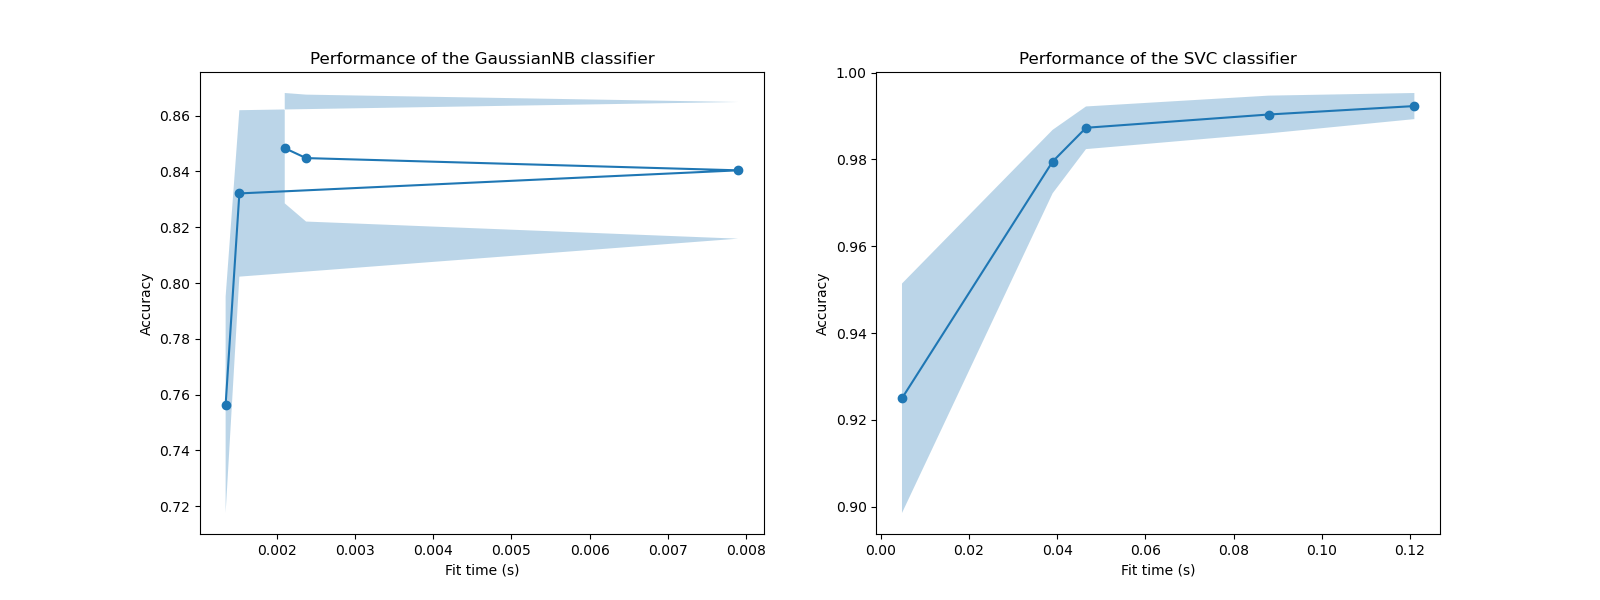 Performance of the GaussianNB classifier
0.86
0.84
0.82
0.80
0.78
0.76
0.74
0.72
Accuracy
0.002 0.003 0.004 0.005 0.006 0.007 0.008
Fit time (s)
Performance of the SVC classifier
1.00
0.98
0.96
0.94
0.92
0.90
Accuracy
0.00 0.02 0.04 0.06 0.08 0.10 0.12
Fit time (s)